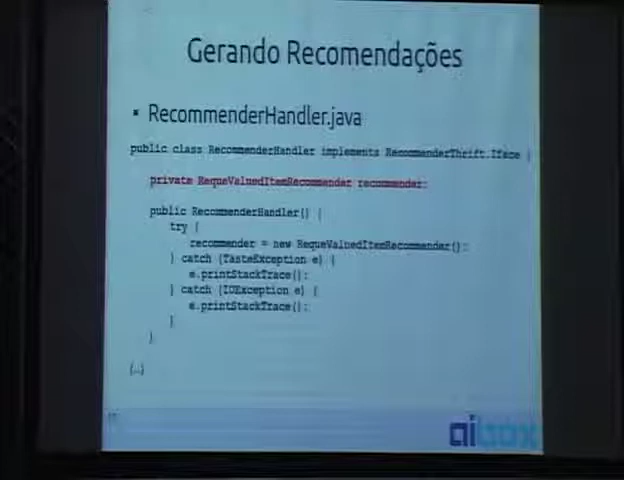 Gerando Recomendações
▪ RecommenderHandler.java
public class RecommenderHandler implements RecommenderThrift.Iface {
private RequeValuedItemRecommender recommender;
public RecommenderHandler() {
try {
recommender = new RequeValuedItemRecommender();
} catch (TasteException e) {
e.printStackTrace();
} catch (IOException e) {
e.printStackTrace();
}
}
(…)
aibox